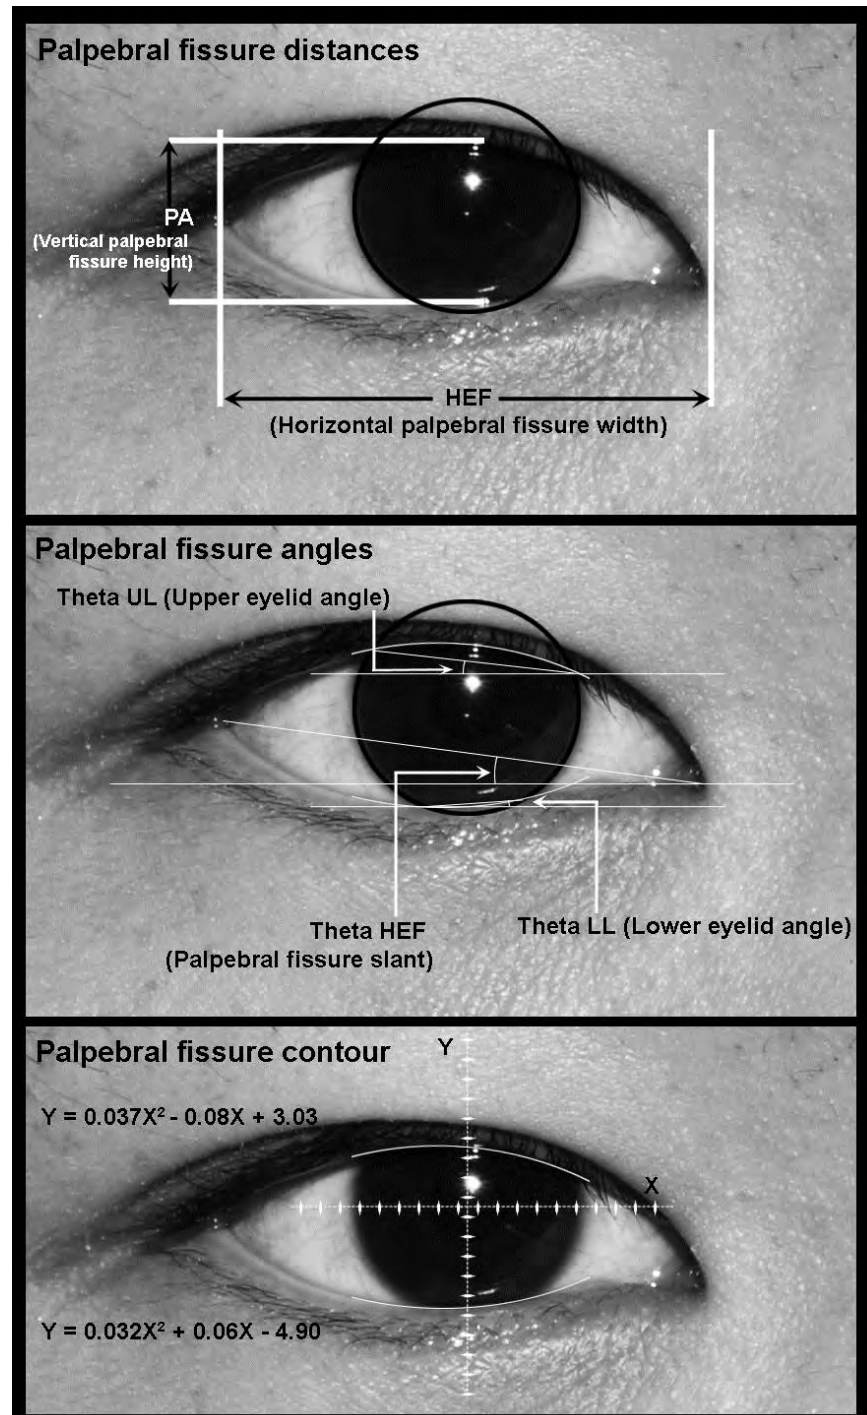 Palpebral fissure distances
PA
(Vertical palpebral
fissure height)
HEF
(Horizontal palpebral fissure width)
Palpebral fissure angles
Theta UL (Upper eyelid angle)
Theta HEF
(Palpebral fissure slant)
Theta LL (Lower eyelid angle)
Palpebral fissure contour
Y
Y = 0.037X² - 0.08X + 3.03
X
Y = 0.032X² + 0.06X - 4.90